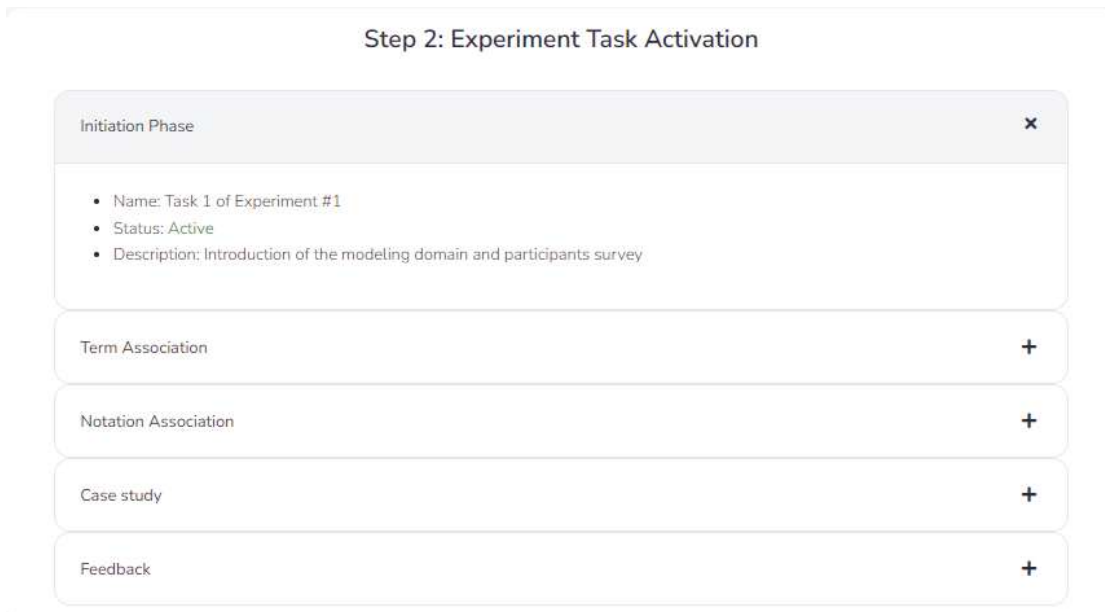 Step 2: Experiment Task Activation
Initiation Phase
Name: Task 1 of Experiment #1
Status: Active
Description: Introduction of the modeling domain and participants survey
Term Association
Notation Association
Case study
Feedback